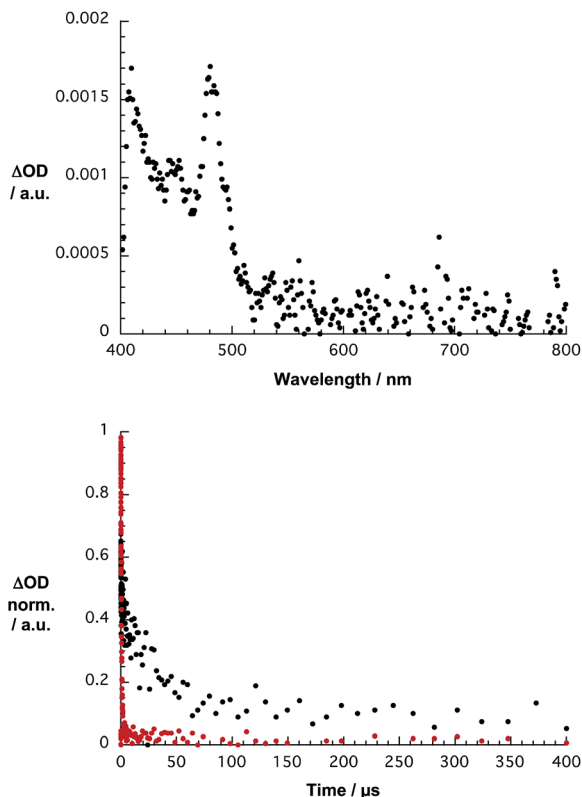 0.002
0.0015
ΔOD
/ a.u.
0.001
0.0005
0
400 500 600 700 800
Wavelength / nm
1
0.8
0.6
ΔOD
norm.
/ a.u.
0.4
0.2
0
0 50 100 150 200 250 300 350 400
Time / µs